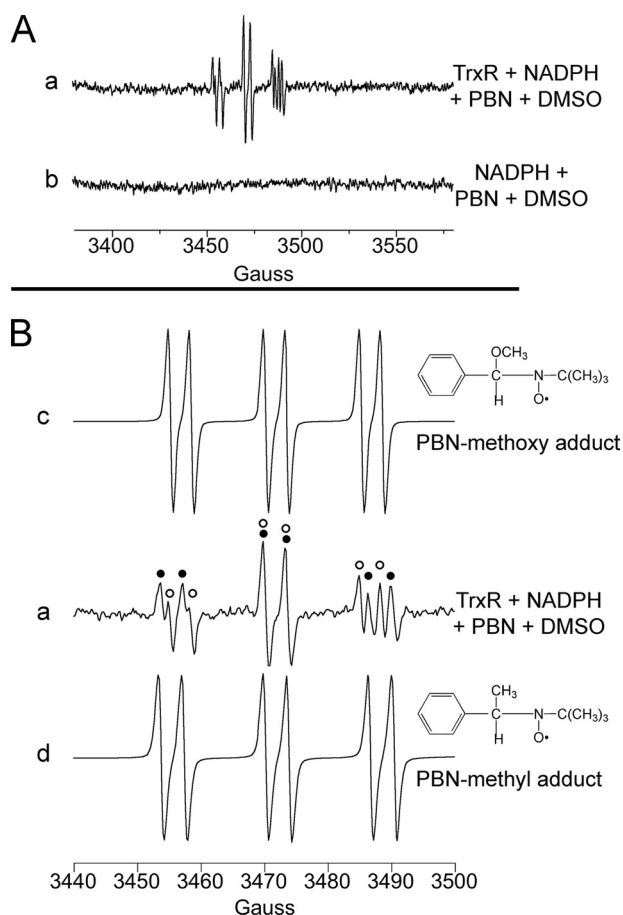 A
a
TrxR + NADPH
+ PBN + DMSO
b
NADPH +
PBN + DMSO
3400 3450 3500 3550
Gauss
B
c
OCH3
C N C(CH3)3
H O•
PBN-methoxy adduct
a
TrxR + NADPH
+ PBN + DMSO
d
CH3
C N C(CH3)3
H O•
PBN-methyl adduct
3440 3450 3460 3470 3480 3490 3500
Gauss